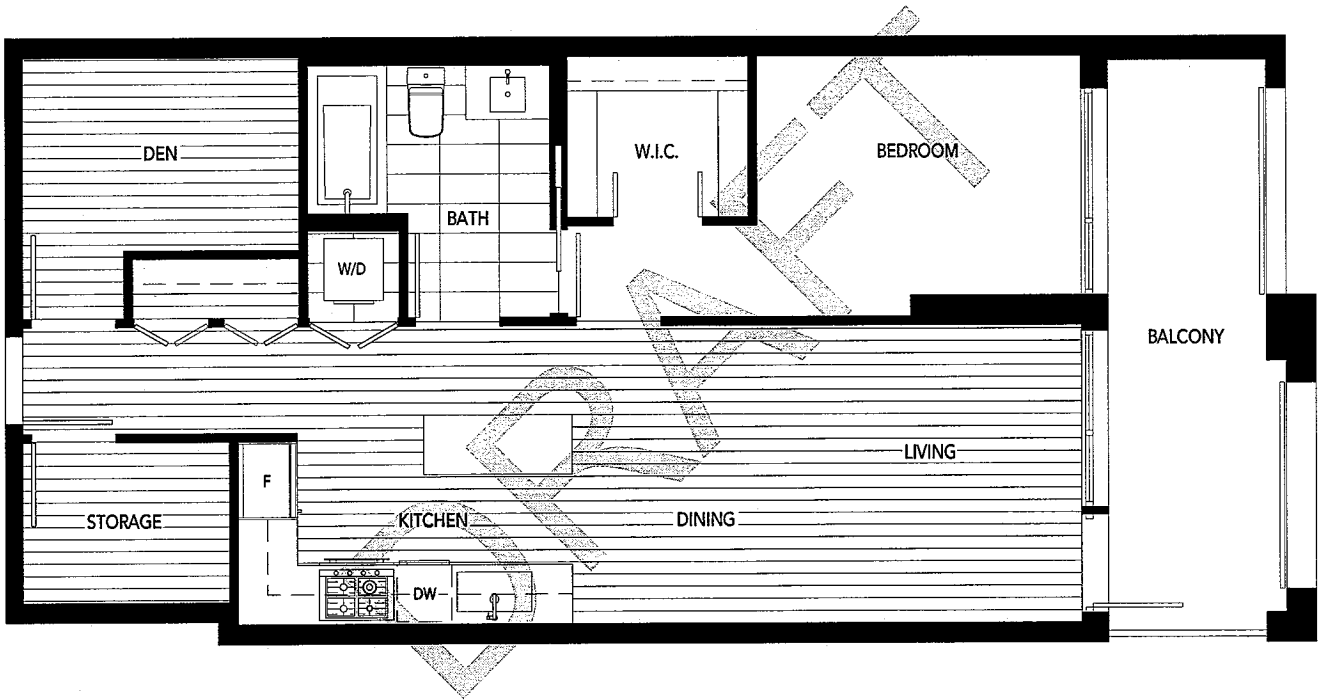 DEN
BATH
W/D
W.I.C.
BEDROOM
BALCONY
LIVING
F
STORAGE
KITCHEN
DINING
DW
DRAFT